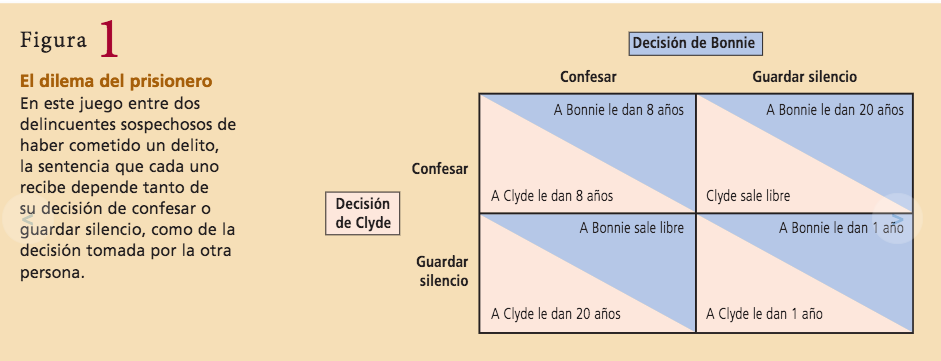 Figura 1
El dilema del prisionero
En este juego entre dos
delincuentes sospechosos de
haber cometido un delito,
la sentencia que cada uno
recibe depende tanto de
su decisión de confesar o
guardar silencio, como de la
decisión tomada por la otra
persona.
Decisión de Bonnie
Confesar
Guardar silencio
Decisión
de Clyde
Confesar
A Bonnie le dan 8 años
A Clyde le dan 8 años
A Bonnie le dan 20 años
Clyde sale libre
Guardar
silencio
A Bonnie sale libre
A Clyde le dan 20 años
A Bonnie le dan 1 año
A Clyde le dan 1 año